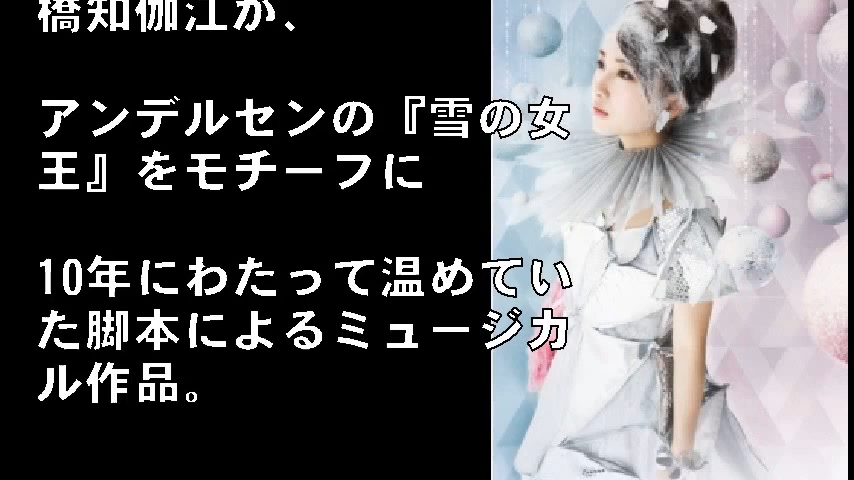 橋知伽江が、
アンデルセンの『雪の女
王』をモチーフに
10年にわたって温めてい
た脚本によるミュージカ
ル作品。